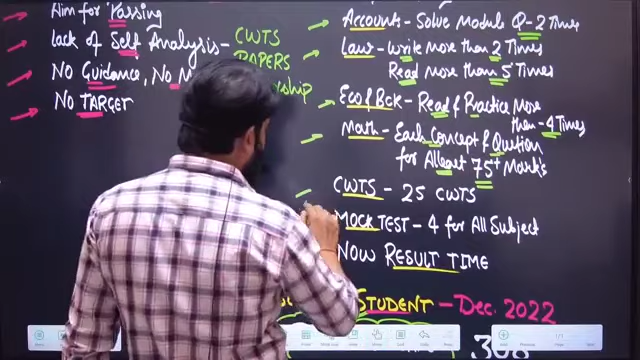 Aim for Passing
Lack of Self Analysis - CWTS
PAPERS
No Guidance, No
No TARGET
Accounts - Solve Module Q - 2 Times
Law - Write more than 2 Times
Read more than 5 Times
Eco & Bck - Read & Practice More
than - 4 Times
Math - Each Concept & Question
for Atleast 75+ Mark's
CWTS - 25 CWTS
MOCK TEST - 4 for All Subject
NOW RESULT TIME
STUDENT - Dec. 2022